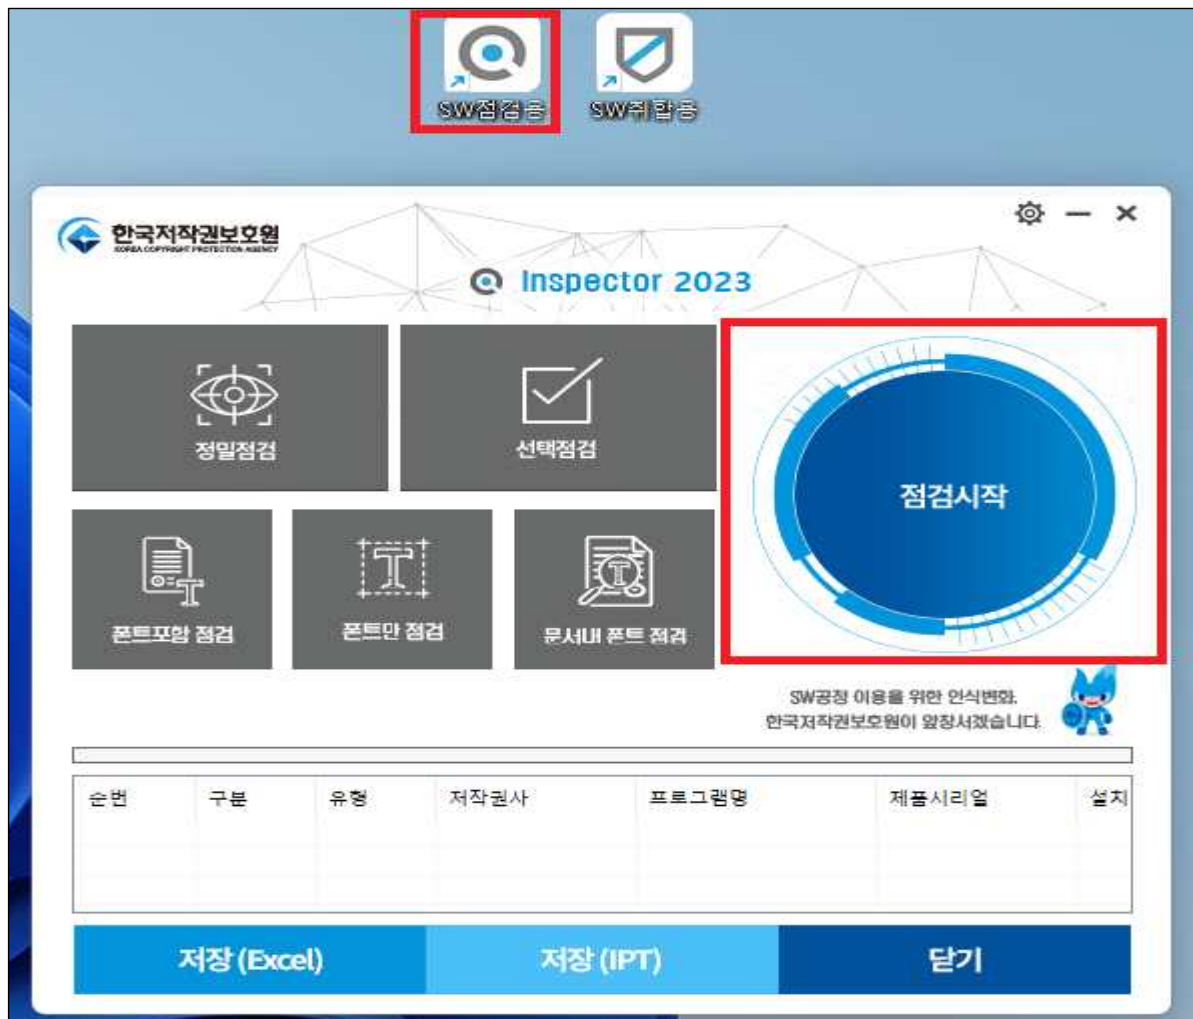 SW점검용 SW취합용
한국저작권보호원
KOREA COPYRIGHT PROTECTION AGENCY
Inspector 2023
정밀점검 선택점검
점검시작
폰트포함 점검 폰트만 점검 문서내 폰트 점검
SW공정 이용을 위한 인식변화.
한국저작권보호원이 앞장서겠습니다.
순번 구분 유형 저작권사 프로그램명 제품시리얼 설치
저장 (Excel) 저장 (IPT) 닫기